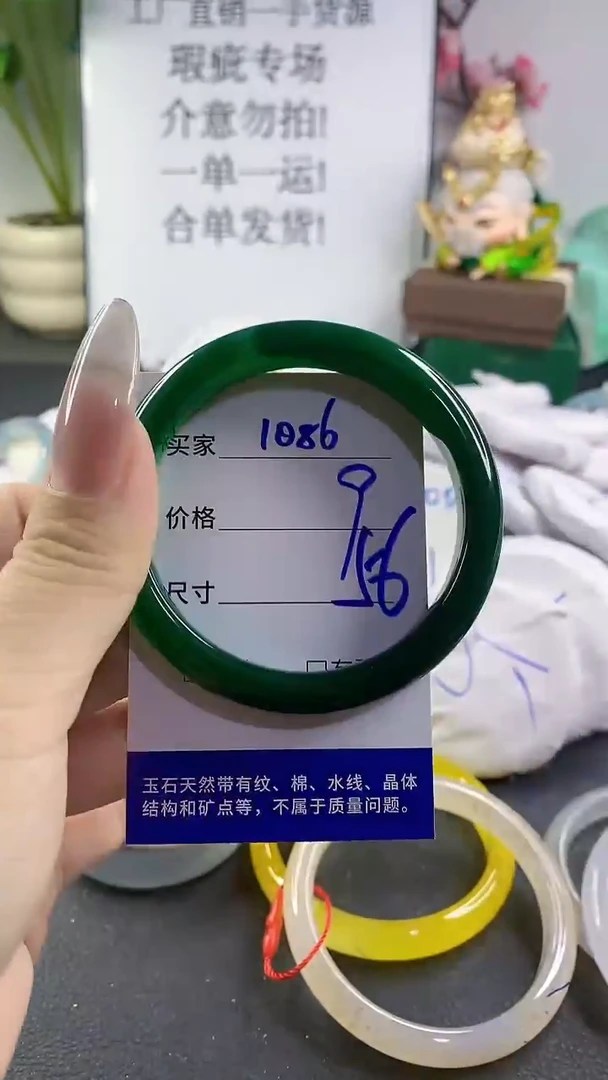 工厂直销一手货源
瑕疵专场
介意勿拍!
一单一运!
合单发货!
买家 1086
价格
尺寸 56
玉石天然带有纹、棉、水线、晶体
结构和矿点等，不属于质量问题。